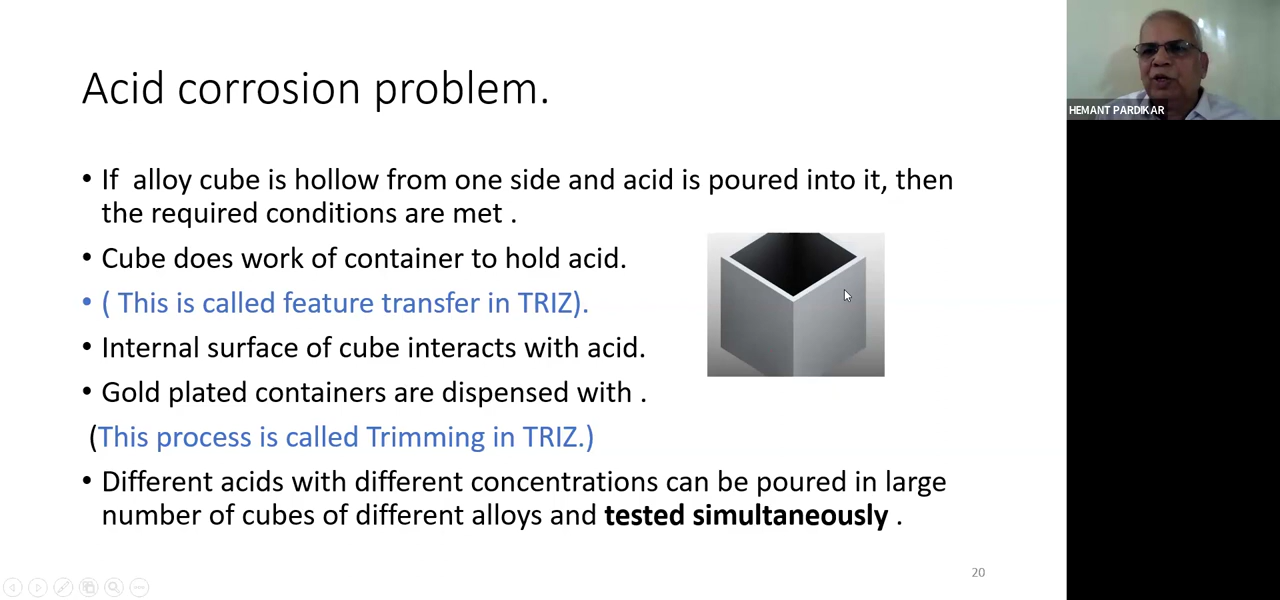 Acid corrosion problem.
HEMANT PARDIKAR
• If  alloy cube is hollow from one side and acid is poured into it, then
the required conditions are met .
• Cube does work of container to hold acid.
• ( This is called feature transfer in TRIZ).
• Internal surface of cube interacts with acid.
• Gold plated containers are dispensed with .
(This process is called Trimming in TRIZ.)
• Different acids with different concentrations can be poured in large
number of cubes of different alloys and tested simultaneously .
20